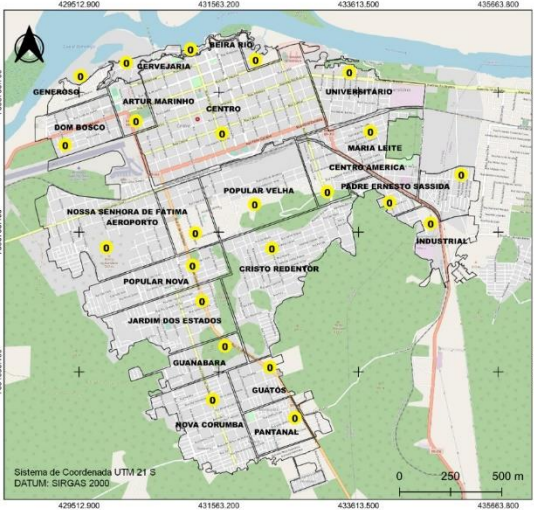 429512.900 431563.200 433613.500 435663.800
BEIRA RIO
0
0
CERVEJARIA
0
0
0
0
GENEROSO
UNIVERSITÁRIO
ARTUR MARINHO
CENTRO
0
DOM BOSCO
0
0
MARIA LEITE
0
CENTRO AMERICA
0
POPULAR VELHA
PADRE ERNESTO SASSIDA
0
0
0
NOSSA SENHORA DE FÁTIMA
AEROPORTO
0
0
INDUSTRIAL
0
0
0
CRISTO REDENTOR
POPULAR NOVA
0
JARDIM DOS ESTADOS
0
GUANABARA
0
GUATÓS
0
0
NOVA CORUMBA
PANTANAL
Sistema de Coordenada UTM 21 S
DATUM: SIRGAS 2000
0 250 500 m
429512.900 431563.200 433613.500 435663.800